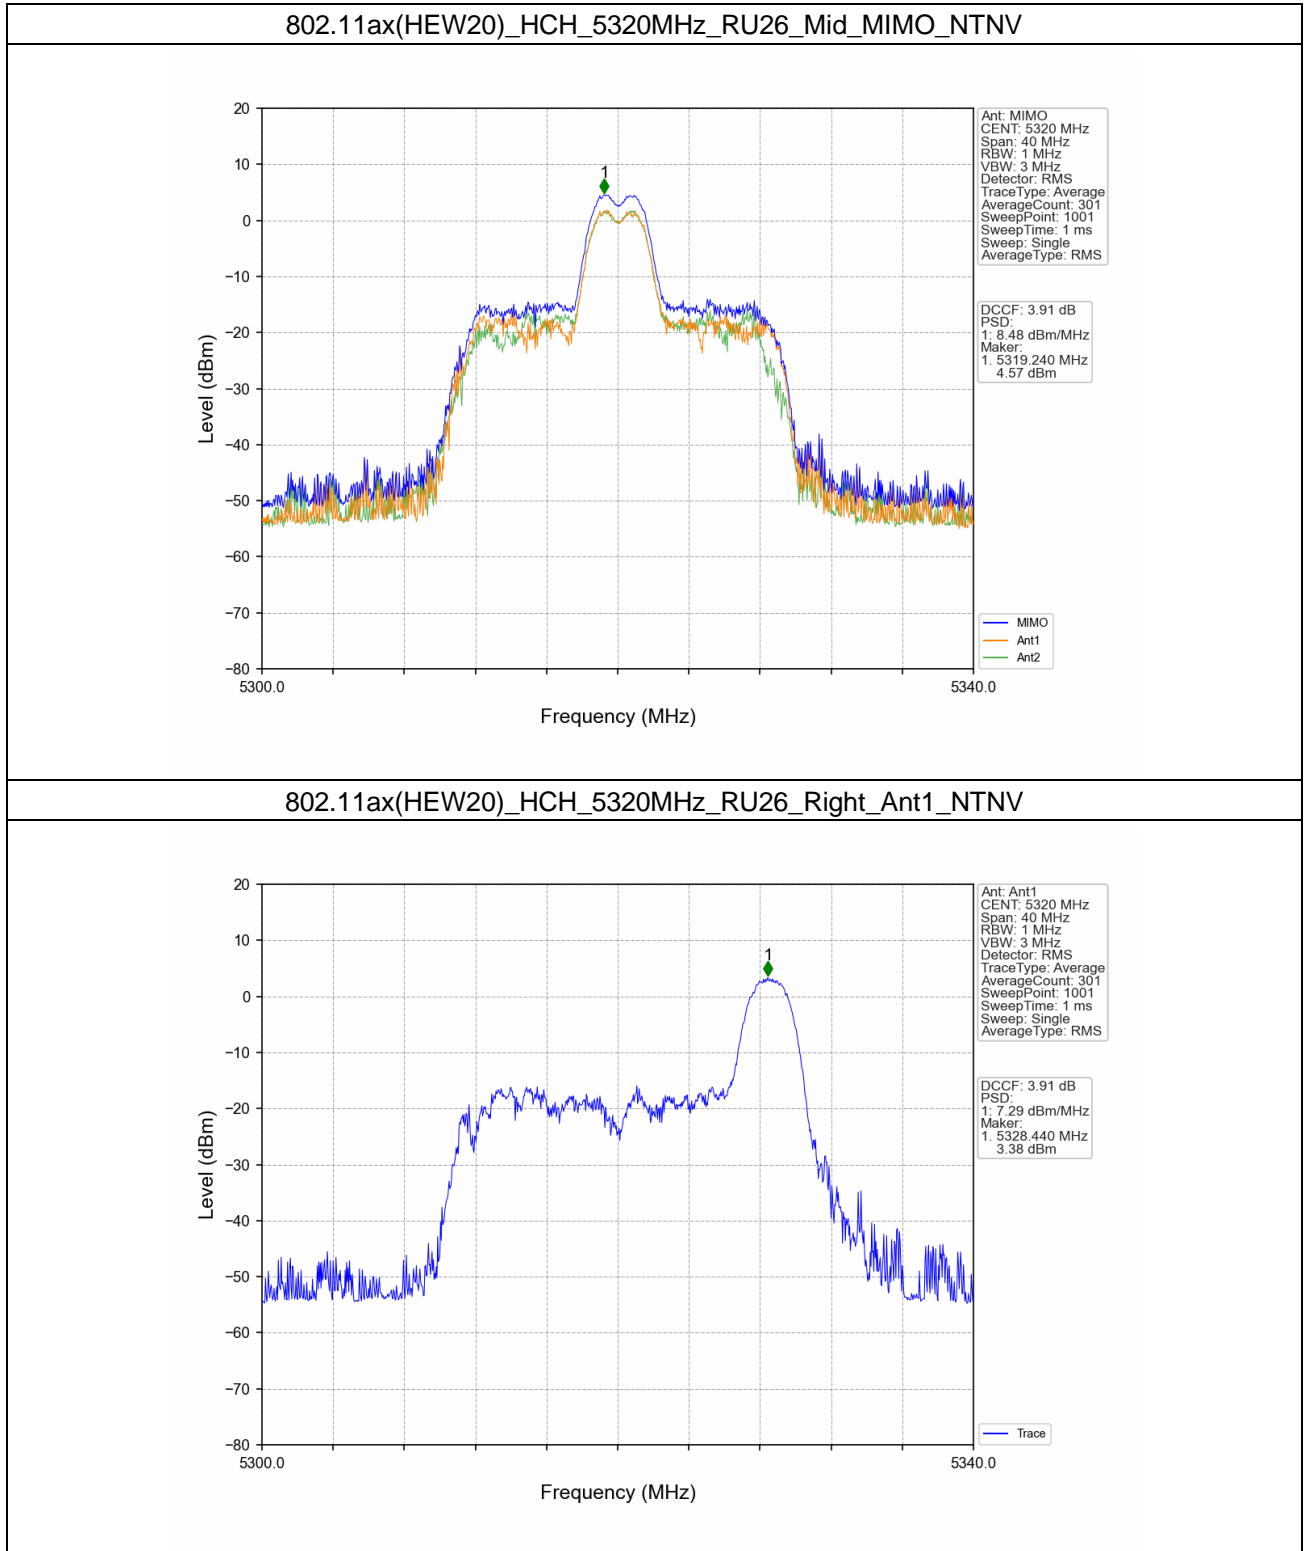 802.11ax(HEW20)_HCH_5320MHz_RU26_Mid_MIMO_NTNV
20
10
0
−10
−20
−30
−40
−50
−60
−70
−80
Level (dBm)
1
5300.0
5340.0
Frequency (MHz)
Ant: MIMO
CENT: 5320 MHz
Span: 40 MHz
RBW: 1 MHz
VBW: 3 MHz
Detector: RMS
TraceType: Average
AverageCount: 301
SweepPoint: 1001
SweepTime: 1 ms
Sweep: Single
AverageType: RMS
DCCF: 3.91 dB
PSD:
1: 8.48 dBm/MHz
Maker:
1. 5319.240 MHz
4.57 dBm
MIMO
Ant1
Ant2
802.11ax(HEW20)_HCH_5320MHz_RU26_Right_Ant1_NTNV
20
10
0
−10
−20
−30
−40
−50
−60
−70
−80
Level (dBm)
1
5300.0
5340.0
Frequency (MHz)
Ant: Ant1
CENT: 5320 MHz
Span: 40 MHz
RBW: 1 MHz
VBW: 3 MHz
Detector: RMS
TraceType: Average
AverageCount: 301
SweepPoint: 1001
SweepTime: 1 ms
Sweep: Single
AverageType: RMS
DCCF: 3.91 dB
PSD:
1: 7.29 dBm/MHz
Maker:
1. 5328.440 MHz
3.38 dBm
Trace